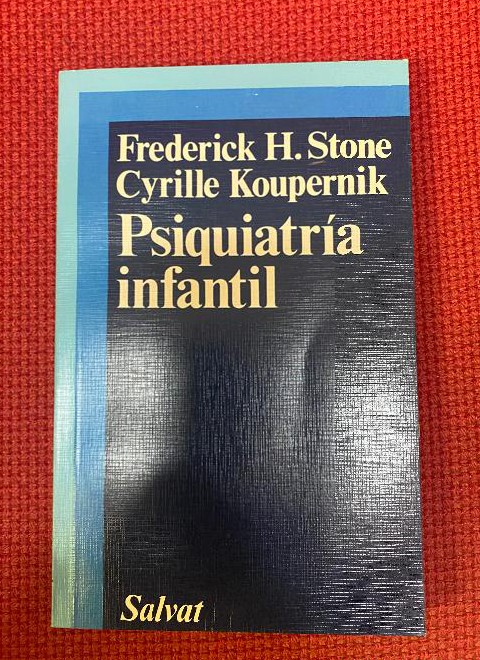 Frederick H. Stone
Cyrille Koupernik
Psiquiatría
infantil
Salvat